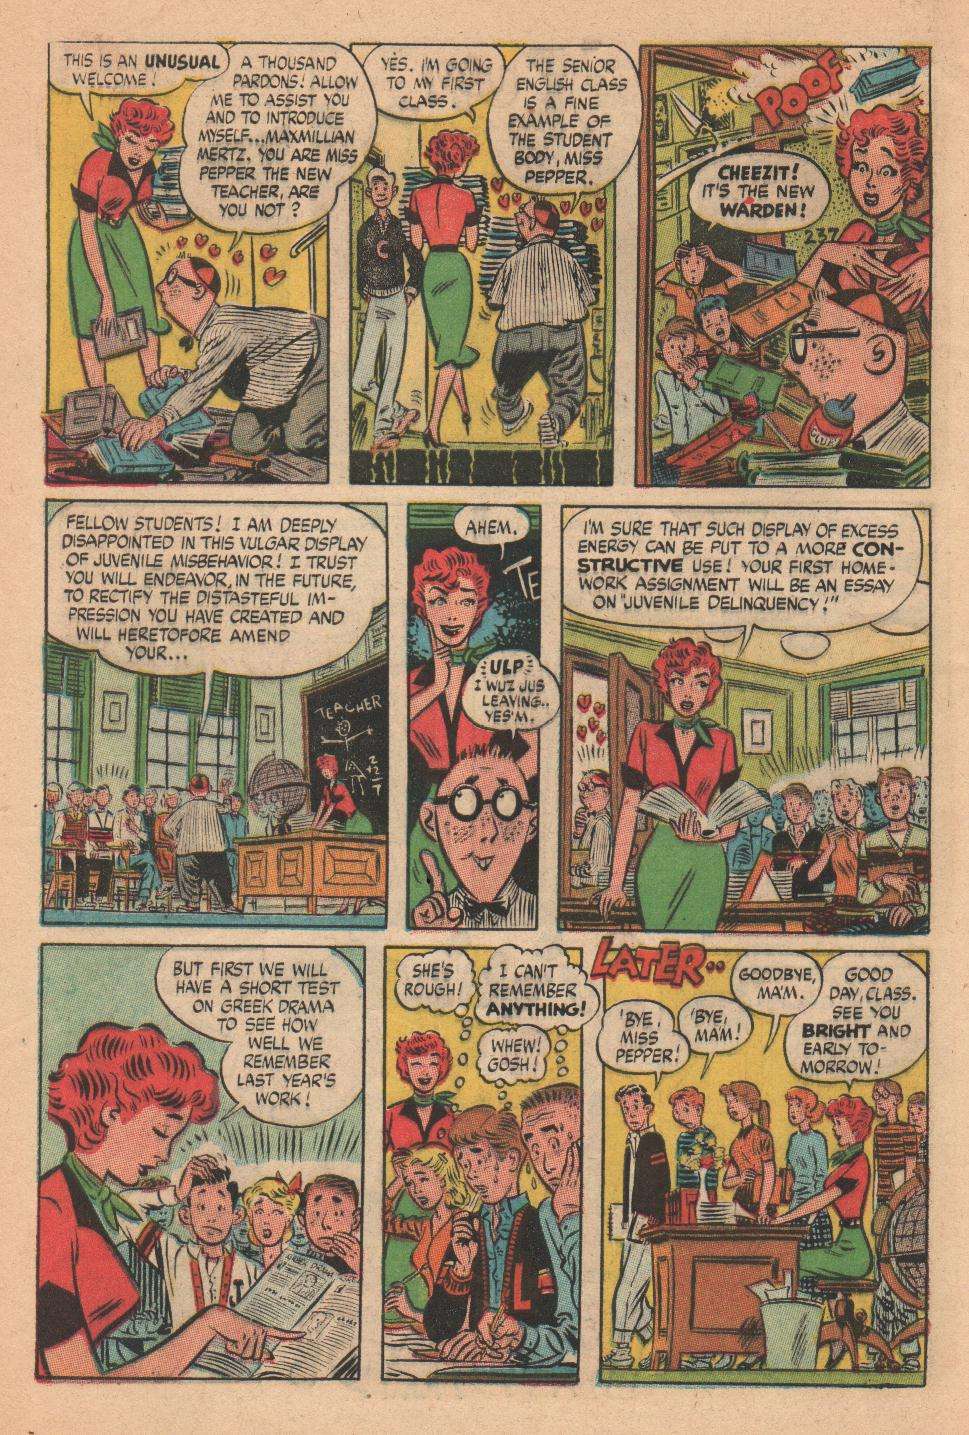 THIS IS AN UNUSUAL
WELCOME!
A THOUSAND
PARDONS! ALLOW
ME TO ASSIST YOU
AND TO INTRODUCE
MYSELF...MAXMILLIAN
MERTZ. YOU ARE MISS
PEPPER THE NEW
TEACHER, ARE
YOU NOT?
YES. I'M GOING
TO MY FIRST
CLASS.
THE SENIOR
ENGLISH CLASS
IS A FINE
EXAMPLE OF
THE STUDENT
BODY, MISS
PEPPER.
C
POOF
CHEEZIT!
IT'S THE NEW
WARDEN!
237
FELLOW STUDENTS! I AM DEEPLY
DISAPPOINTED IN THIS VULGAR DISPLAY
OF JUVENILE MISBEHAVIOR! I TRUST
YOU WILL ENDEAVOR, IN THE FUTURE,
TO RECTIFY THE DISTASTEFUL IM-
PRESSION YOU HAVE CREATED AND
WILL HERETOFORE AMEND
YOUR...
TEACHER
2
+2
7
AHEM.
TE
ULP
I WUZ JUS
LEAVING..
YES'M.
I'M SURE THAT SUCH DISPLAY OF EXCESS
ENERGY CAN BE PUT TO A MORE CON-
STRUCTIVE USE! YOUR FIRST HOME-
WORK ASSIGNMENT WILL BE AN ESSAY
ON "JUVENILE DELINQUENCY!"
BUT FIRST WE WILL
HAVE A SHORT TEST
ON GREEK DRAMA
TO SEE HOW
WELL WE
REMEMBER
LAST YEAR'S
WORK!
SHE'S
ROUGH!
I CAN'T
REMEMBER
ANYTHING!
WHEW!
GOSH!
L
LATER..
'BYE,
MISS
PEPPER!
'BYE,
MAM!
GOODBYE,
MA'M.
GOOD
DAY, CLASS.
SEE YOU
BRIGHT AND
EARLY TO-
MORROW!